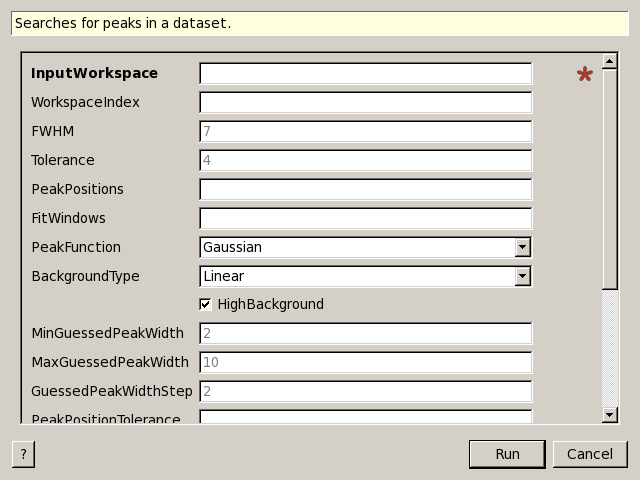 Searches for peaks in a dataset.
InputWorkspace
WorkspaceIndex
FWHM 7
Tolerance 4
PeakPositions
FitWindows
PeakFunction Gaussian
BackgroundType Linear
HighBackground
MinGuessedPeakWidth 2
MaxGuessedPeakWidth 10
GuessedPeakWidthStep 2
PeakPositionTolerance
? Run Cancel